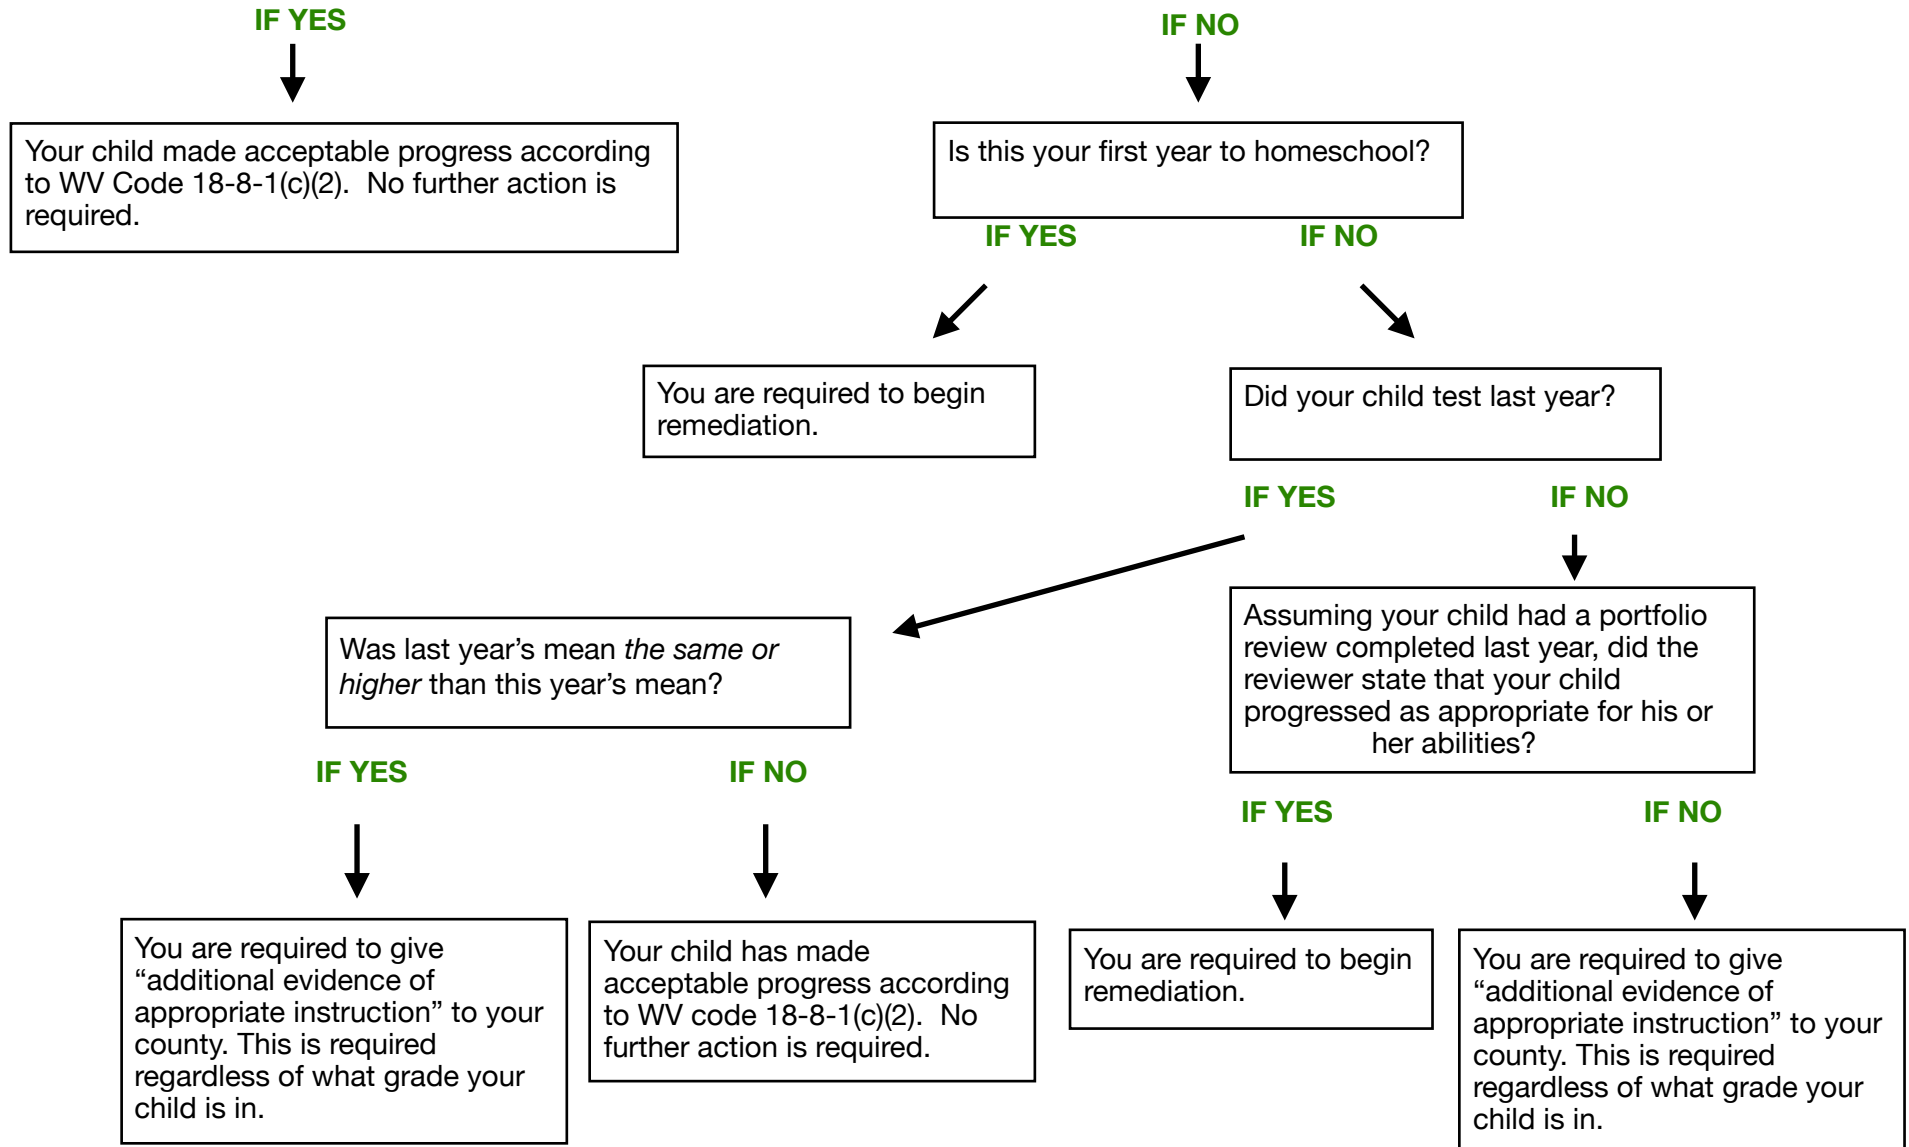 IF YES
IF NO
Your child made acceptable progress according
to WV Code 18-8-1(c)(2).  No further action is
required.
Is this your first year to homeschool?
IF YES
IF NO
You are required to begin
remediation.
Did your child test last year?
IF YES
IF NO
Was last year’s mean the same or
higher than this year’s mean?
Assuming your child had a portfolio
review completed last year, did the
reviewer state that your child
progressed as appropriate for his or
her abilities?
IF YES
IF NO
IF YES
IF NO
You are required to give
“additional evidence of
appropriate instruction” to your
county. This is required
regardless of what grade your
child is in.
Your child has made
acceptable progress according
to WV code 18-8-1(c)(2).  No
further action is required.
You are required to begin
remediation.
You are required to give
“additional evidence of
appropriate instruction” to your
county. This is required
regardless of what grade your
child is in.